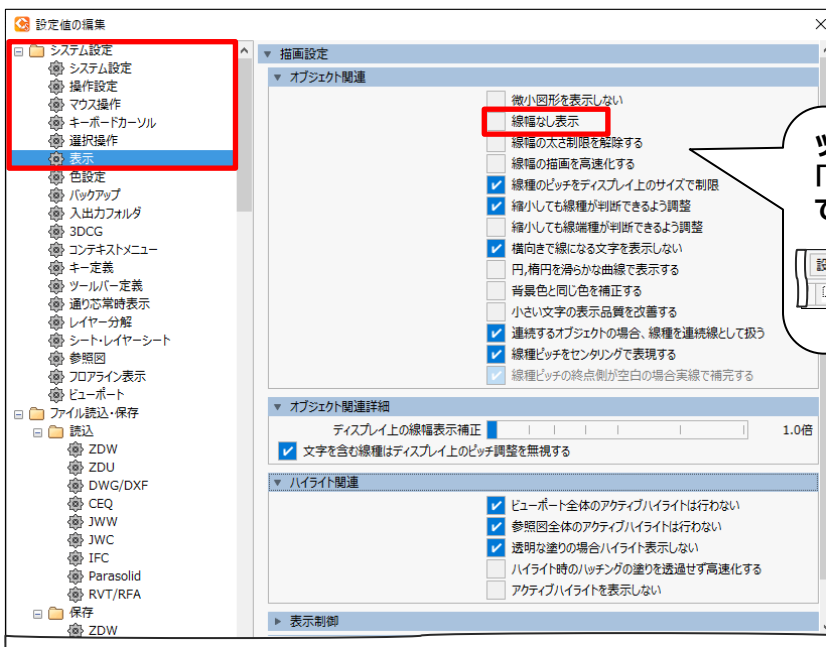 設定値の編集
システム設定
システム設定
操作設定
マウス操作
キーボードカーソル
選択操作
表示
色設定
バックアップ
入出力フォルダ
3DCG
コンテキストメニュー
キー定義
ツールバー定義
通り芯常時表示
レイヤー分解
シート・レイヤーシート
参照図
フロアライン表示
ビューポート
ファイル読込・保存
読込
ZDW
ZDU
DWG/DXF
CEQ
JWW
JWC
IFC
Parasolid
RVT/RFA
保存
ZDW
描画設定
オブジェクト関連
微小図形を表示しない
線幅なし表示
線幅の太さ制限を解除する
線幅の描画を高速化する
線種のピッチをディスプレイ上のサイズで制限
縮小しても線種が判断できるよう調整
縮小しても線端種が判断できるよう調整
横向きで線になる文字を表示しない
円,楕円を滑らかな曲線で表示する
背景色と同じ色を補正する
小さい文字の表示品質を改善する
連続するオブジェクトの場合、線種を連続線として扱う
線種ピッチをセンタリングで表現する
線種ピッチの終点側が空白の場合実線で補完する
オブジェクト関連詳細
ディスプレイ上の線幅表示補正 1.0倍
文字を含む線種はディスプレイ上のピッチ調整を無視する
ハイライト関連
ビューポート全体のアクティブハイライトは行わない
参照図全体のアクティブハイライトは行わない
透明な塗りの場合ハイライト表示しない
ハイライト時のハッチングの塗りを透過せず高速化する
アクティブハイライトを表示しない
表示制御
ツ
「
設